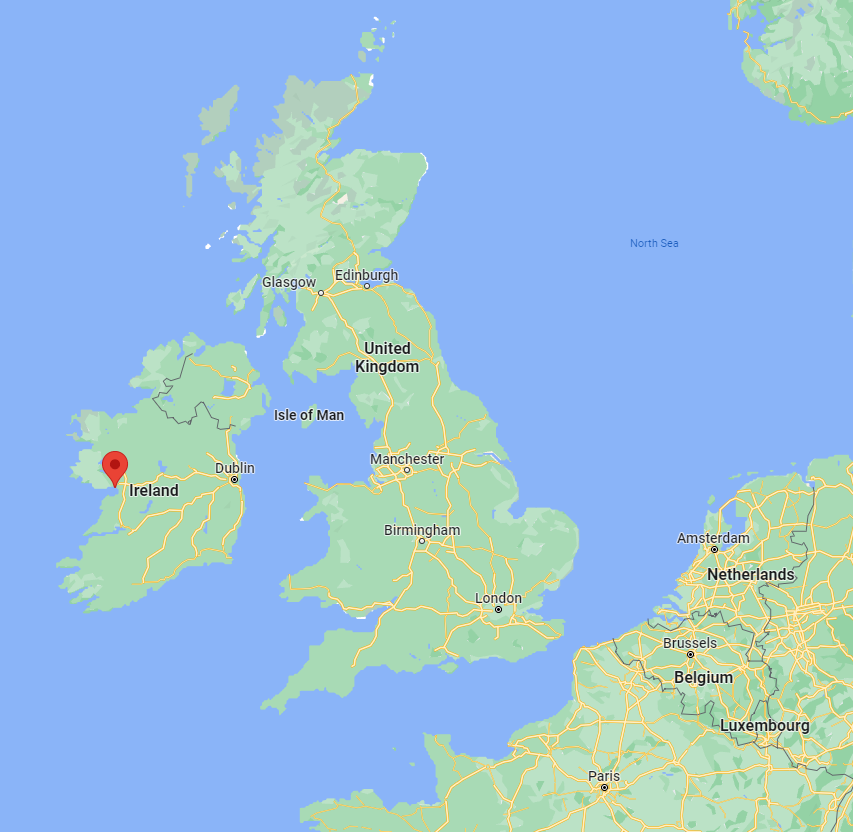 North Sea
Glasgow
Edinburgh
United
Kingdom
Isle of Man
Manchester
Dublin
Ireland
Birmingham
Amsterdam
Netherlands
London
Brussels
Belgium
Luxembourg
Paris